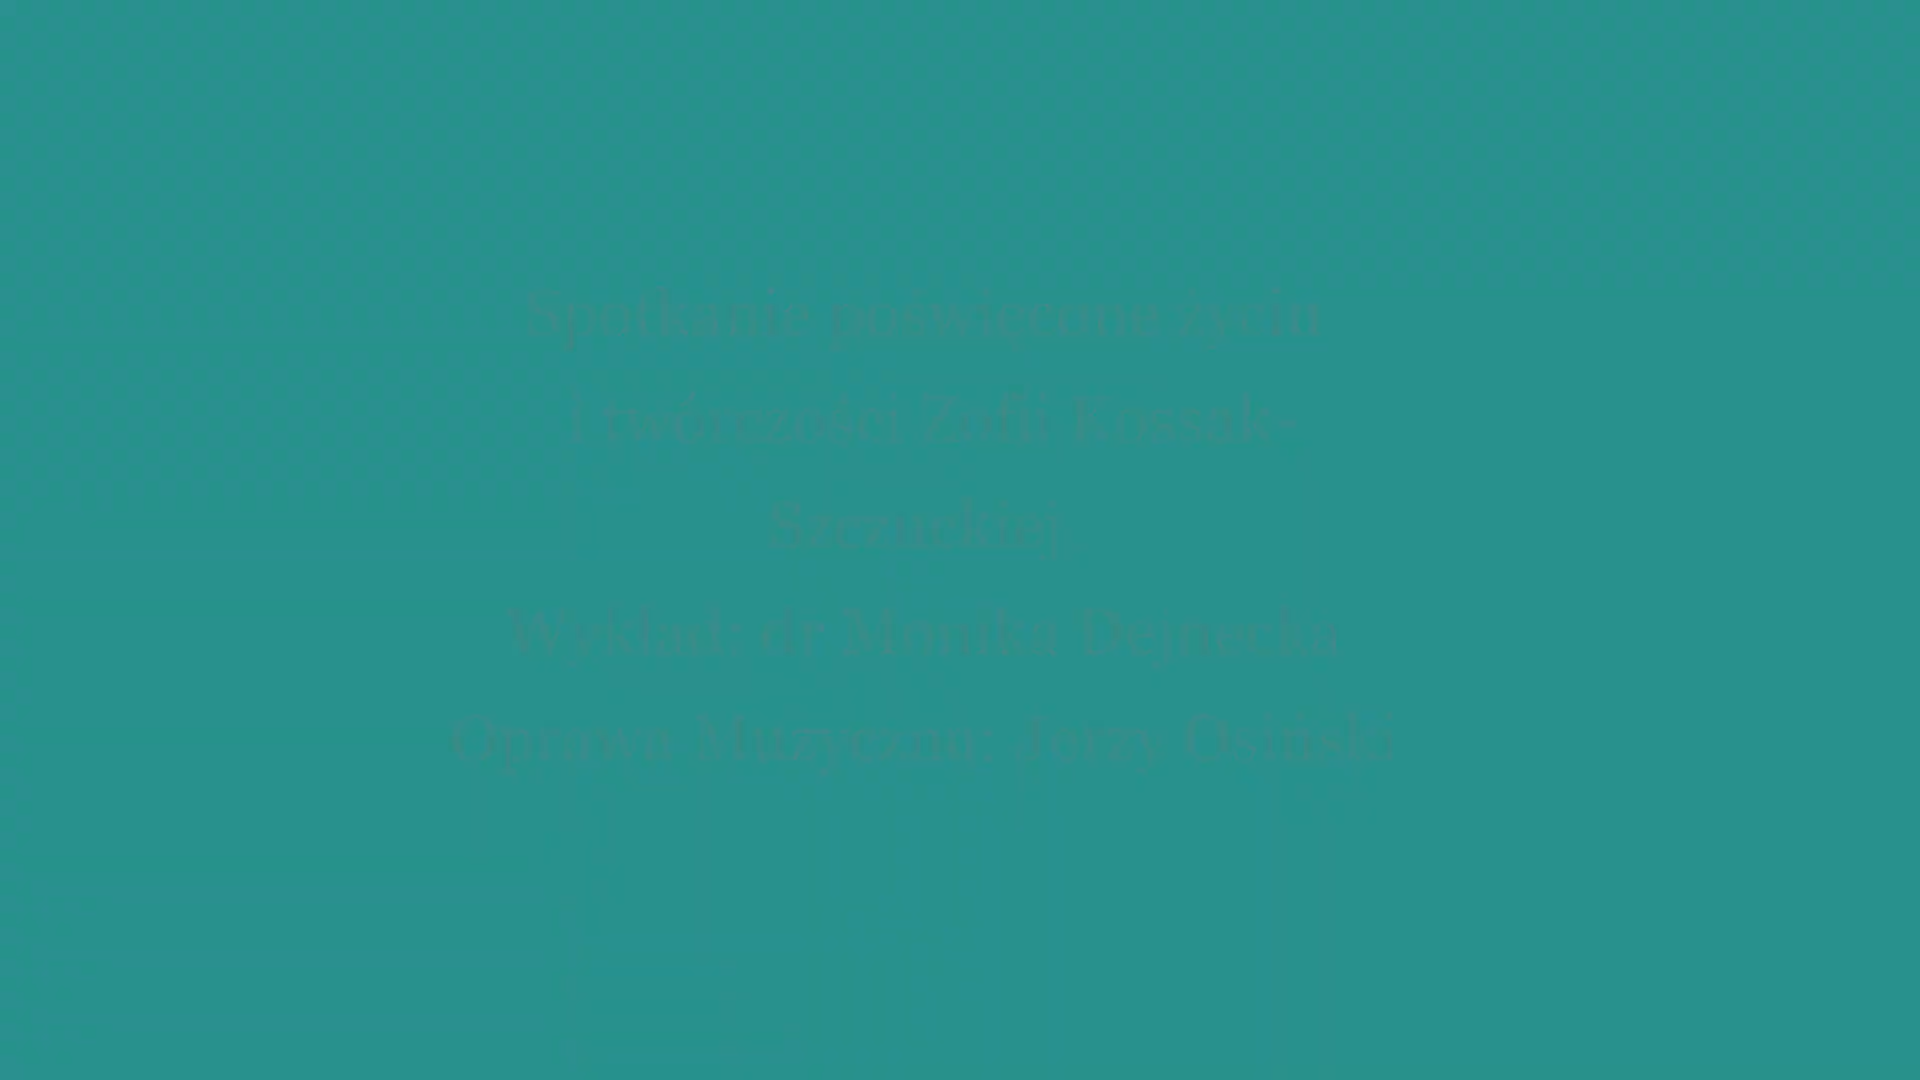 Spotkanie poświęcone życiu
i twórczości Zofii Kossak-
Szczuckiej
Wykład: dr Monika Dejnecka
Oprawa Muzyczna: Jerzy Osiński